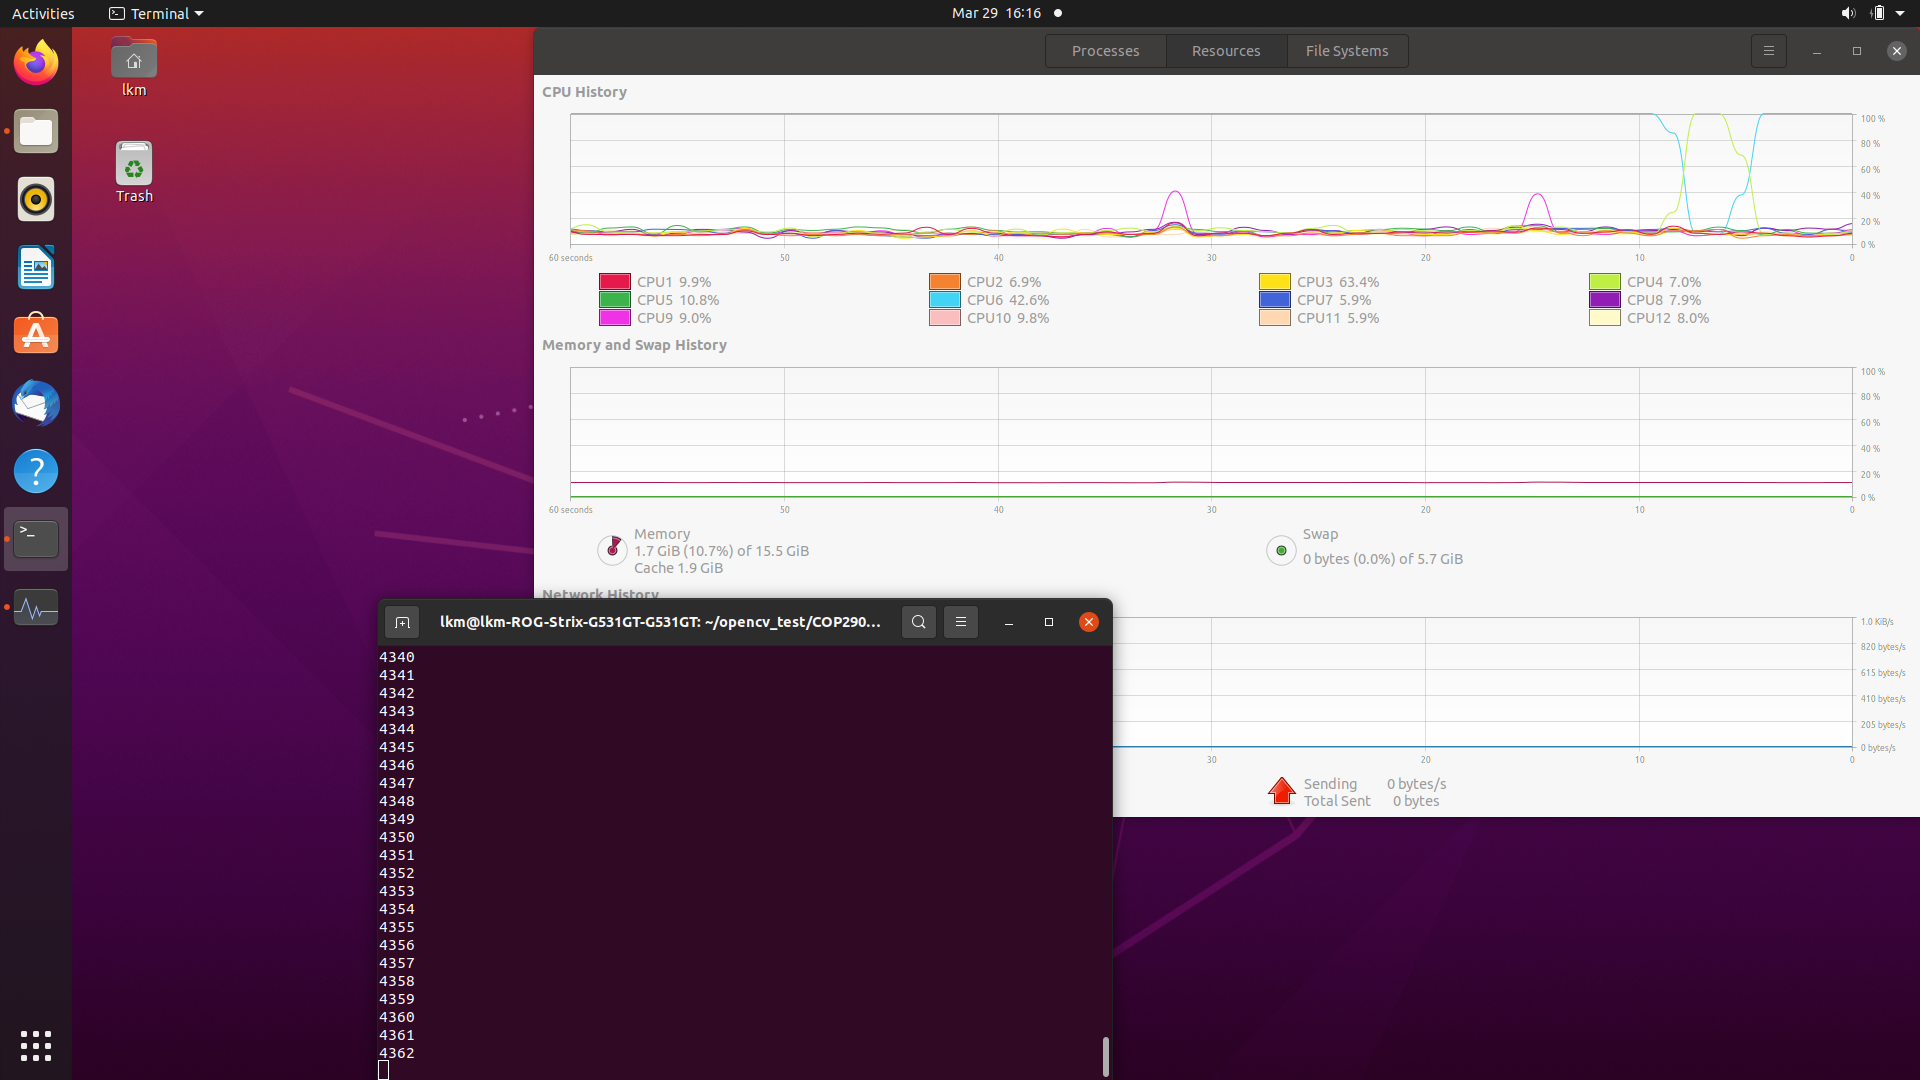 Activities
Terminal
Mar 29 16:16
lkm
Trash
Processes
Resources
File Systems
CPU History
100 %
80 %
60 %
40 %
20 %
0 %
60 seconds 50 40 30 20 10 0
CPU1 9.9% CPU2 6.9% CPU3 63.4% CPU4 7.0%
CPU5 10.8% CPU6 42.6% CPU7 5.9% CPU8 7.9%
CPU9 9.0% CPU10 9.8% CPU11 5.9% CPU12 8.0%
Memory and Swap History
100 %
80 %
60 %
40 %
20 %
0 %
60 seconds 50 40 30 20 10 0
Memory
1.7 GiB (10.7%) of 15.5 GiB
Cache 1.9 GiB
Swap
0 bytes (0.0%) of 5.7 GiB
Network History
1.0 KiB/s
820 bytes/s
615 bytes/s
410 bytes/s
205 bytes/s
0 bytes/s
30 20 10 0
Sending 0 bytes/s
Total Sent 0 bytes
lkm@lkm-ROG-Strix-G531GT-G531GT: ~/opencv_test/COP290...
4340
4341
4342
4343
4344
4345
4346
4347
4348
4349
4350
4351
4352
4353
4354
4355
4356
4357
4358
4359
4360
4361
4362